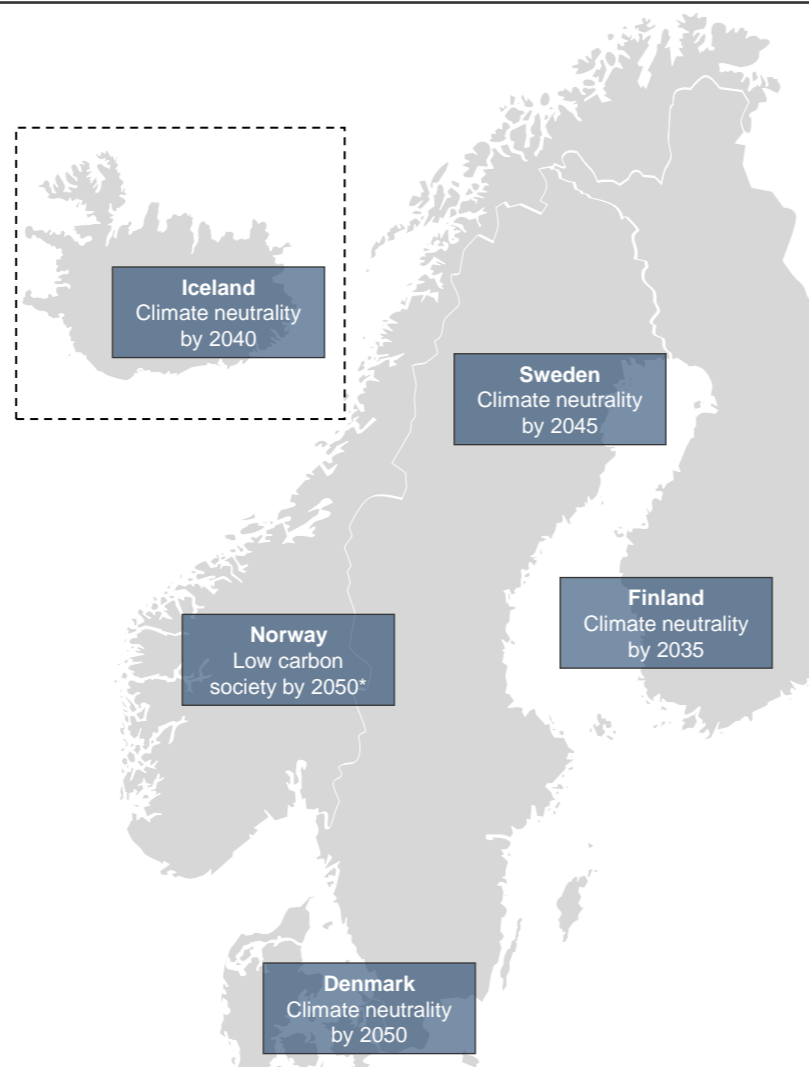 Iceland
Climate neutrality
by 2040
Sweden
Climate neutrality
by 2045
Finland
Climate neutrality
by 2035
Norway
Low carbon
society by 2050*
Denmark
Climate neutrality
by 2050